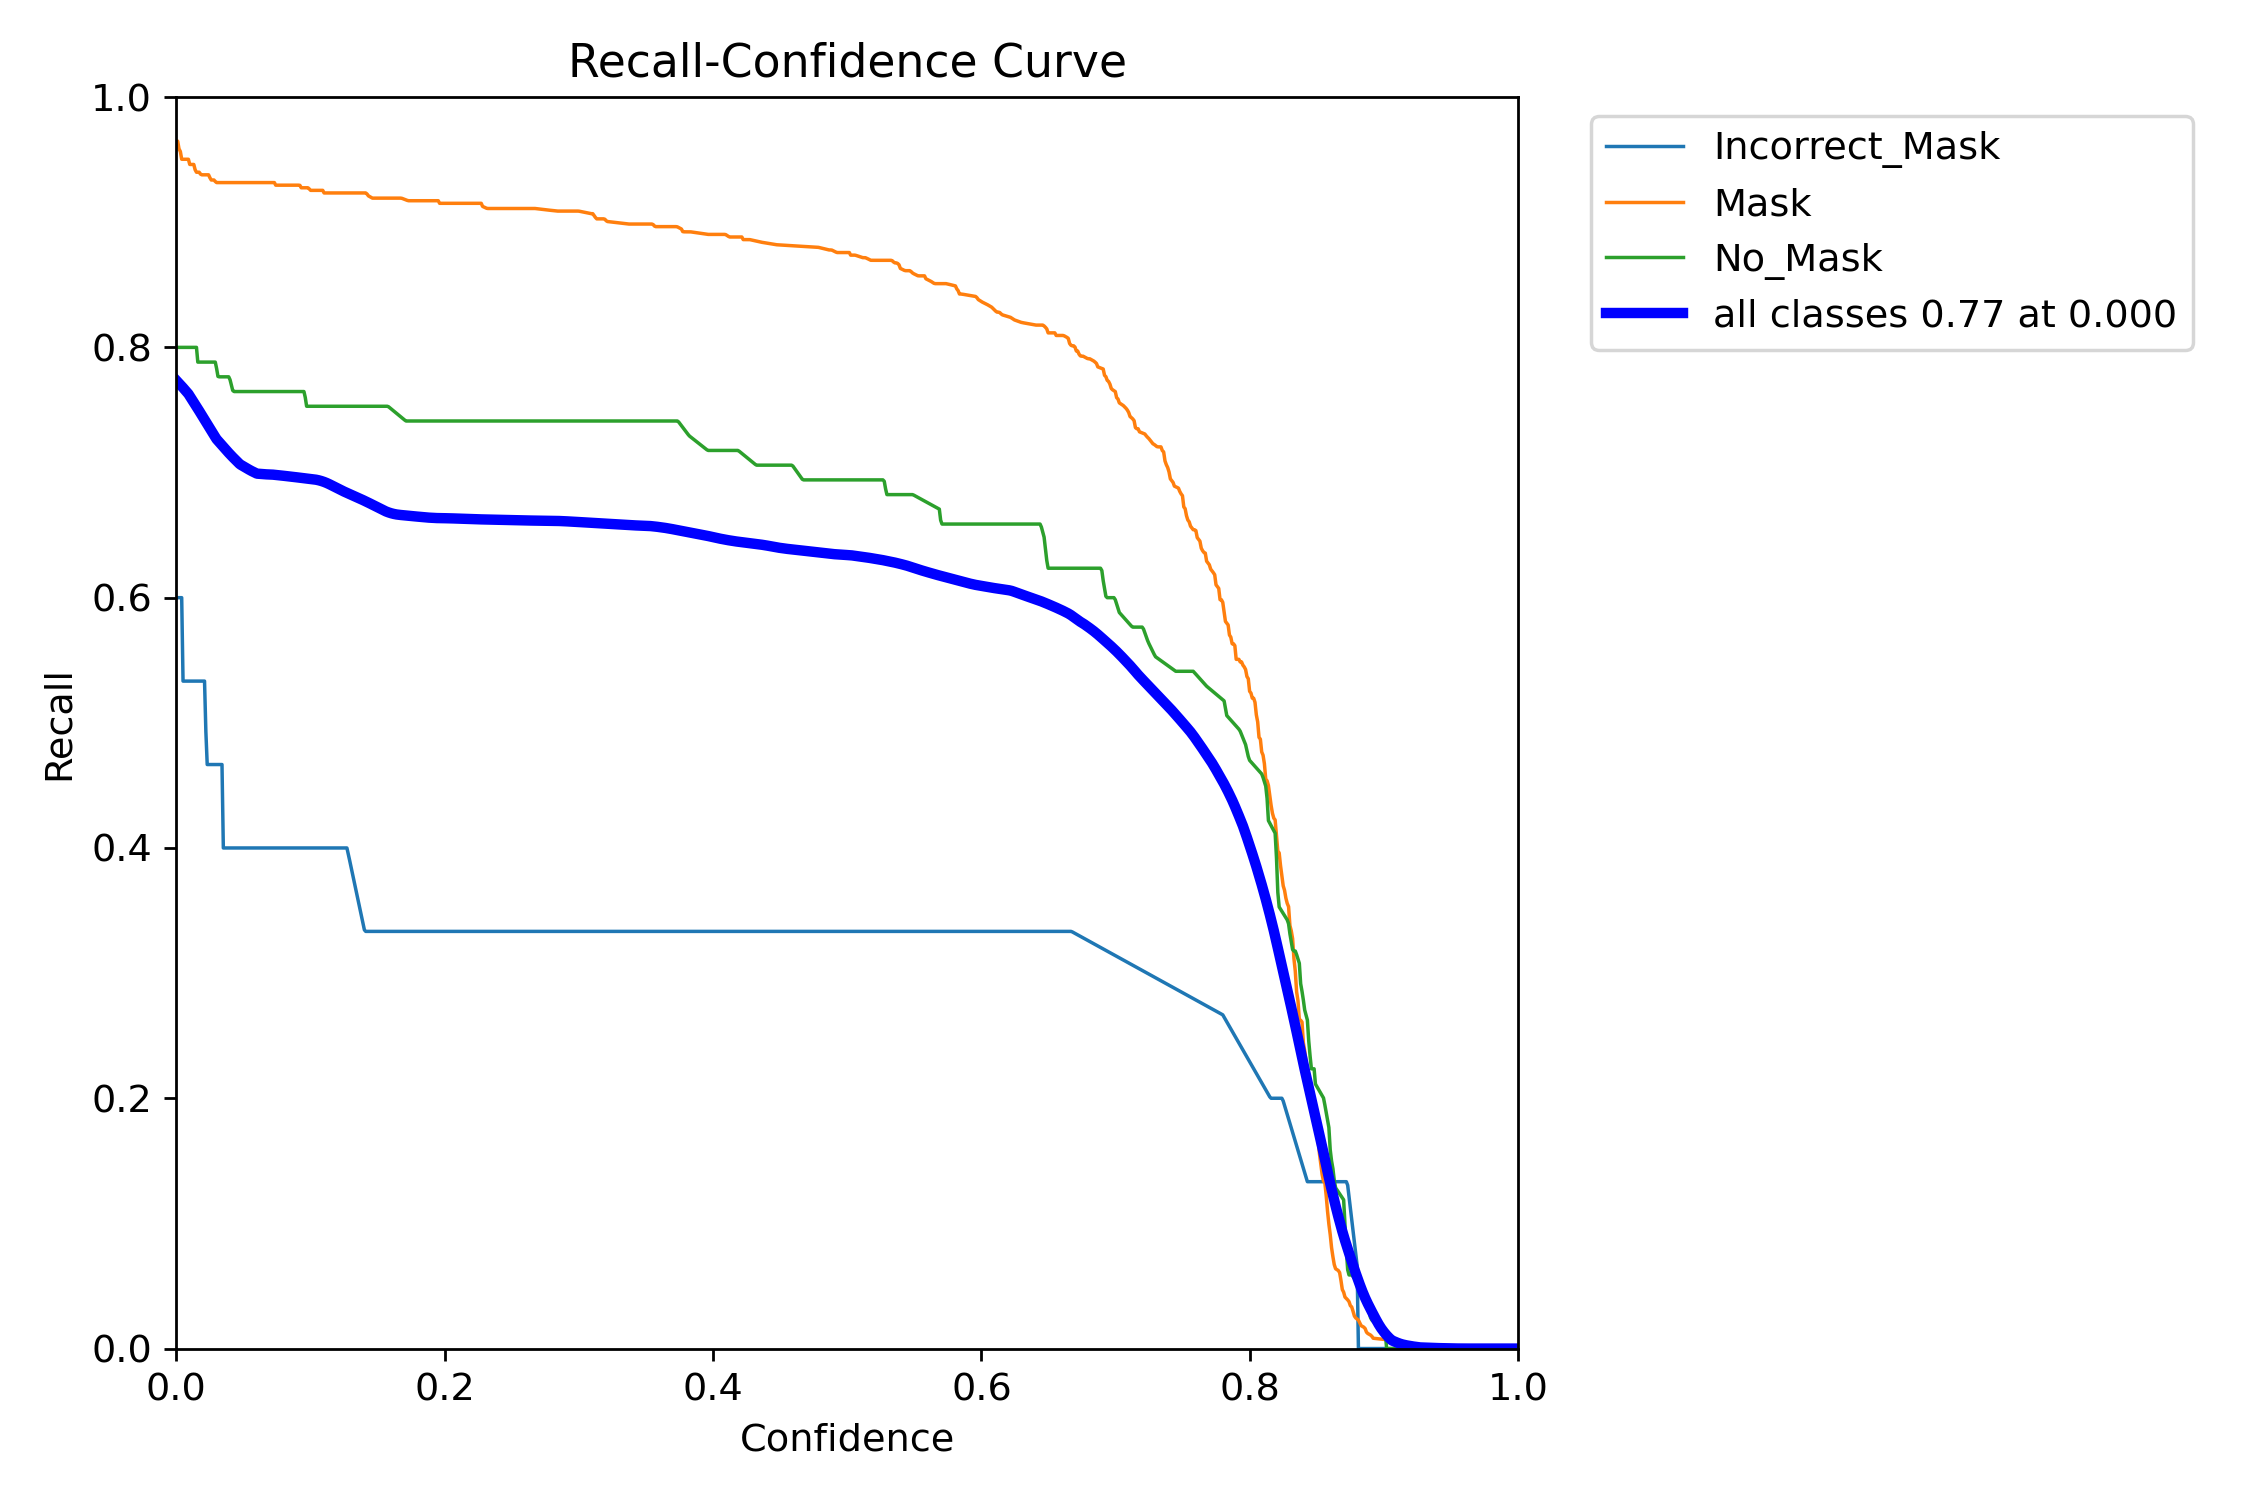 Recall-Confidence Curve
1.0
0.8
0.6
0.4
0.2
0.0
Recall
0.0 0.2 0.4 0.6 0.8 1.0
Confidence
Incorrect_Mask
Mask
No_Mask
all classes 0.77 at 0.000